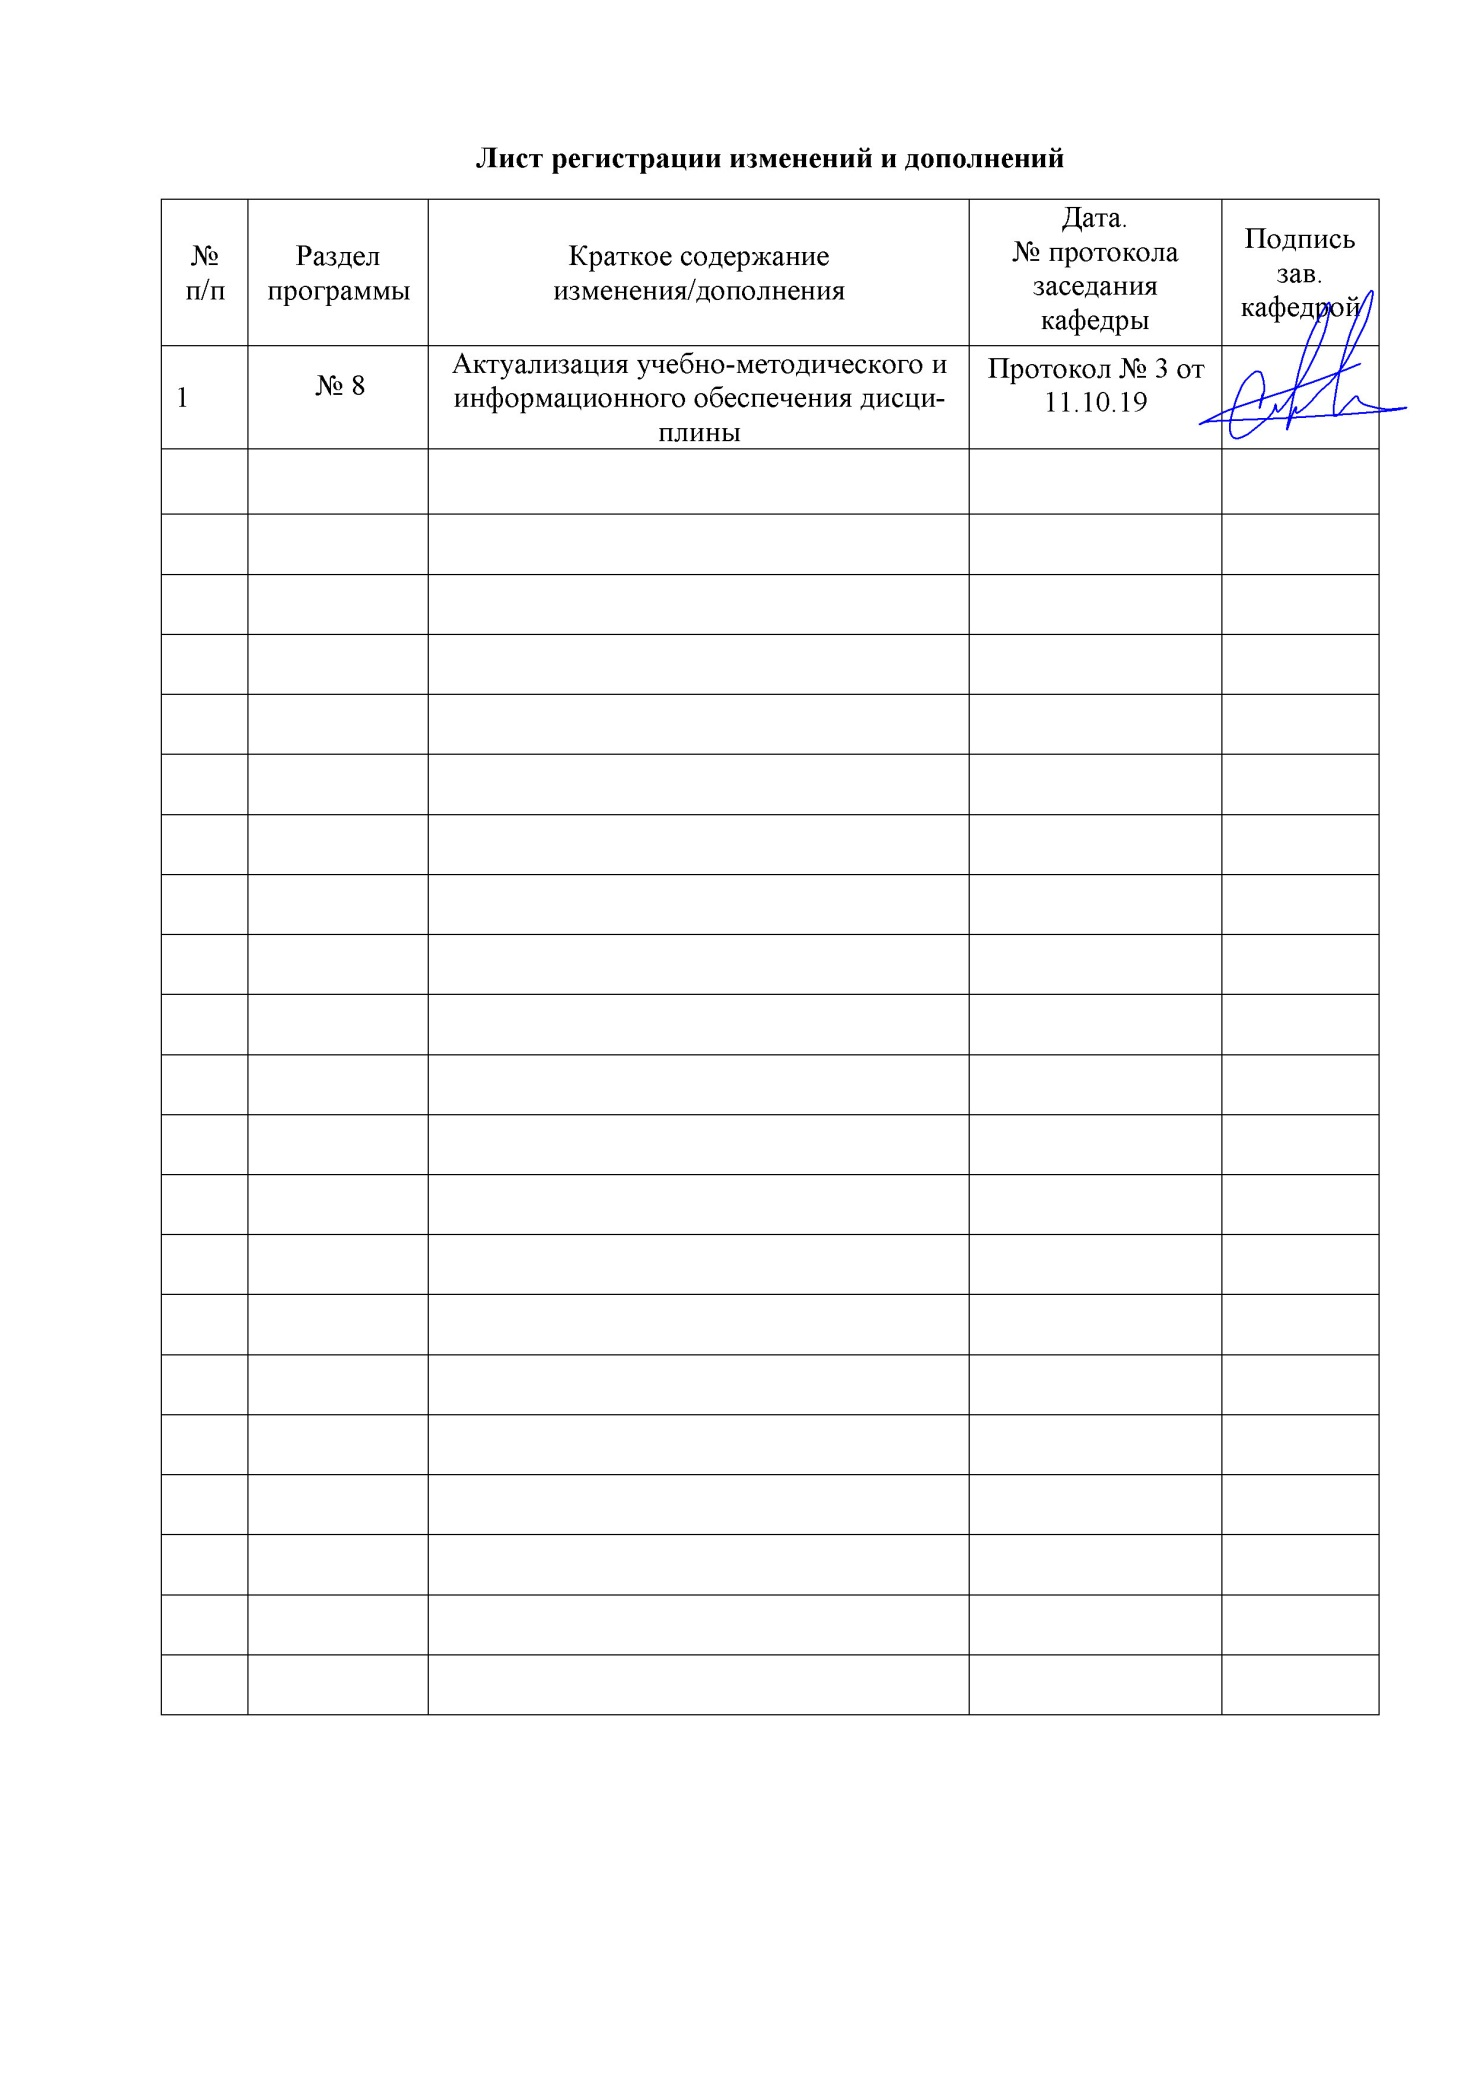 Лист регистрации изменений и дополнений
№
п/п
Раздел
программы
Краткое содержание
изменения/дополнения
Дата.
№ протокола
заседания
кафедры
Подпись
зав.
кафедрой
1
№ 8
Актуализация учебно-методического и
информационного обеспечения дисци-
плины
Протокол № 3 от
11.10.19